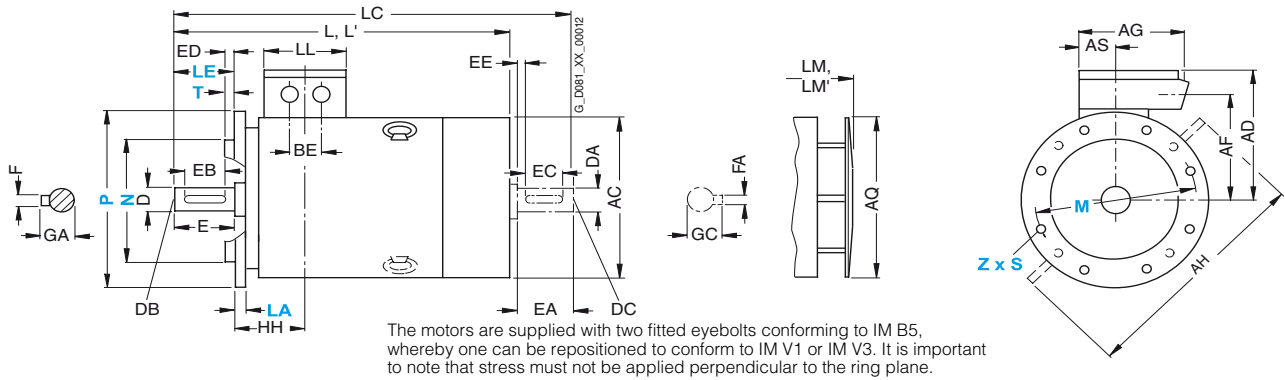 LC
L, L'
ED
LL
EE
LE
T
BE
EB
EC
DA
F
P
N
D
AC
E
GA
DB
LA
HH
EA
DC
G_D081_XX_00012
LM,
LM'
FA
AQ
GC
AG
AS
AD
AF
M
Z x S
AH
The motors are supplied with two fitted eyebolts conforming to IM B5,
whereby one can be repositioned to conform to IM V1 or IM V3. It is important
to note that stress must not be applied perpendicular to the ring plane.